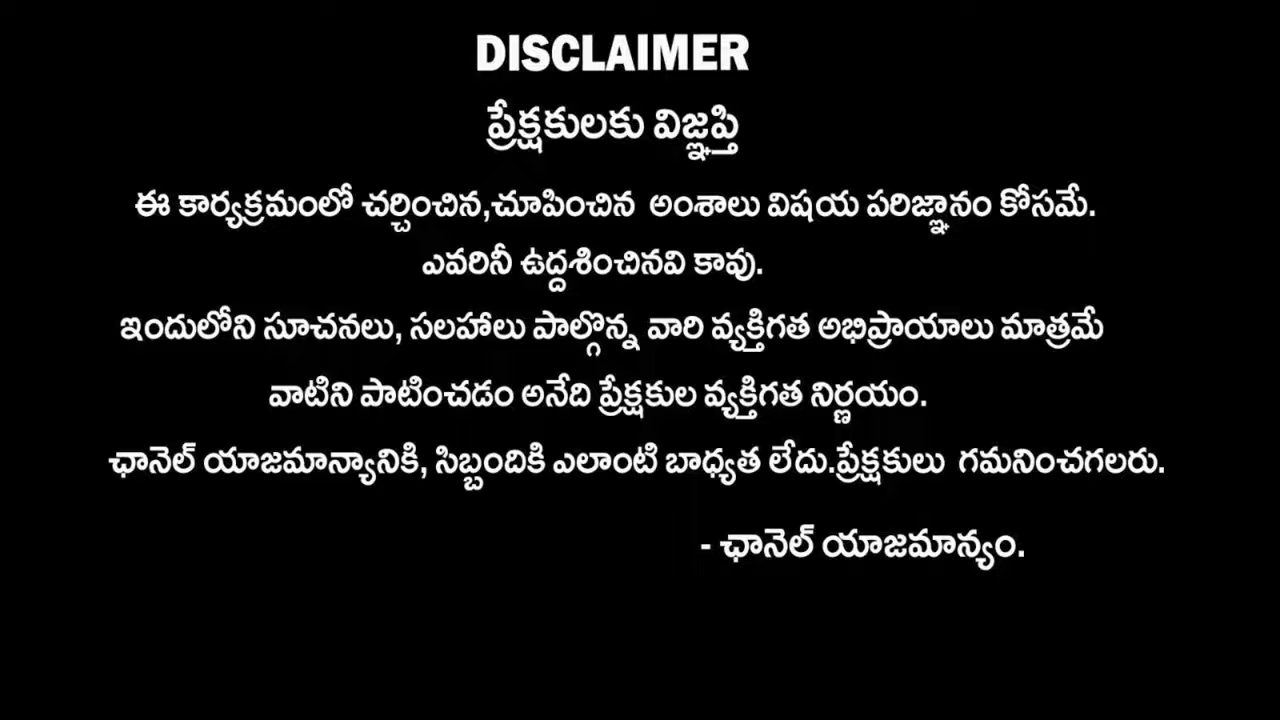 DISCLAIMER
ప్రేక్షకులకు విజ్ఞప్తి
ఈ కార్యక్రమంలో చర్చించిన,చూపించిన అంశాలు విషయ పరిజ్ఞానం కోసమే.
ఎవరినీ ఉద్దశించినవి కావు.
ఇందులోని సూచనలు, సలహాలు పాల్గొన్న వారి వ్యక్తిగత అభిప్రాయాలు మాత్రమే
వాటిని పాటించడం అనేది ప్రేక్షకుల వ్యక్తిగత నిర్ణయం.
ఛానెల్ యాజమాన్యానికి, సిబ్బందికి ఎలాంటి బాధ్యత లేదు.ప్రేక్షకులు గమనించగలరు.
- ఛానెల్ యాజమాన్యం.